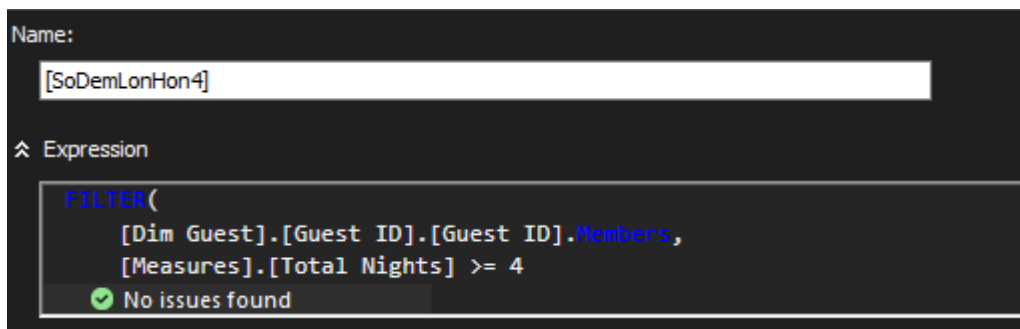 Name:
[SoDemLonHon4]
Expression
FILTER(
[Dim Guest].[Guest ID].[Guest ID].Members,
[Measures].[Total Nights] >= 4
No issues found